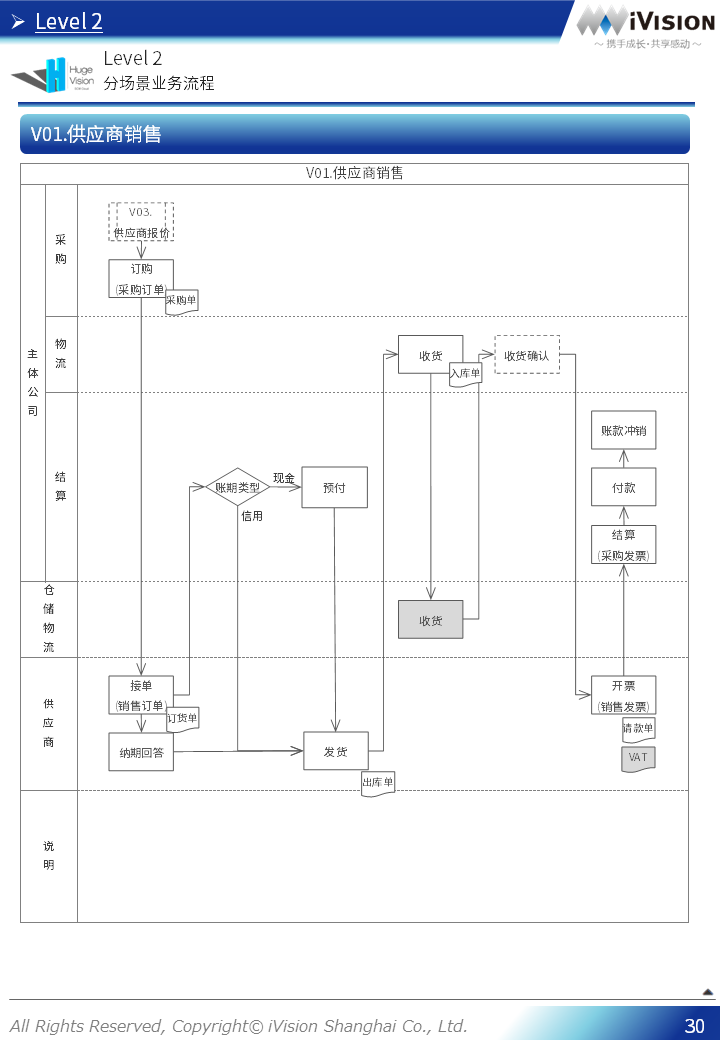 ➢ Level 2
iVISION
～ 携手成长·共享感动～
Huge
Vision
Level 2
分场景业务流程
V01.供应商销售
V01.供应商销售
主体公司
采购
V03.
供应商报价
订购
(采购订单)
采购单
物流
收货
入库单
收货确认
结算
账期类型
现金
信用
预付
账款冲销
付款
结算
(采购发票)
仓储物流
收货
供应商
接单
(销售订单)
订货单
纳期回答
发货
出库单
开票
(销售发票)
请款单
VAT
说明
All Rights Reserved, Copyright© iVision Shanghai Co., Ltd.
30